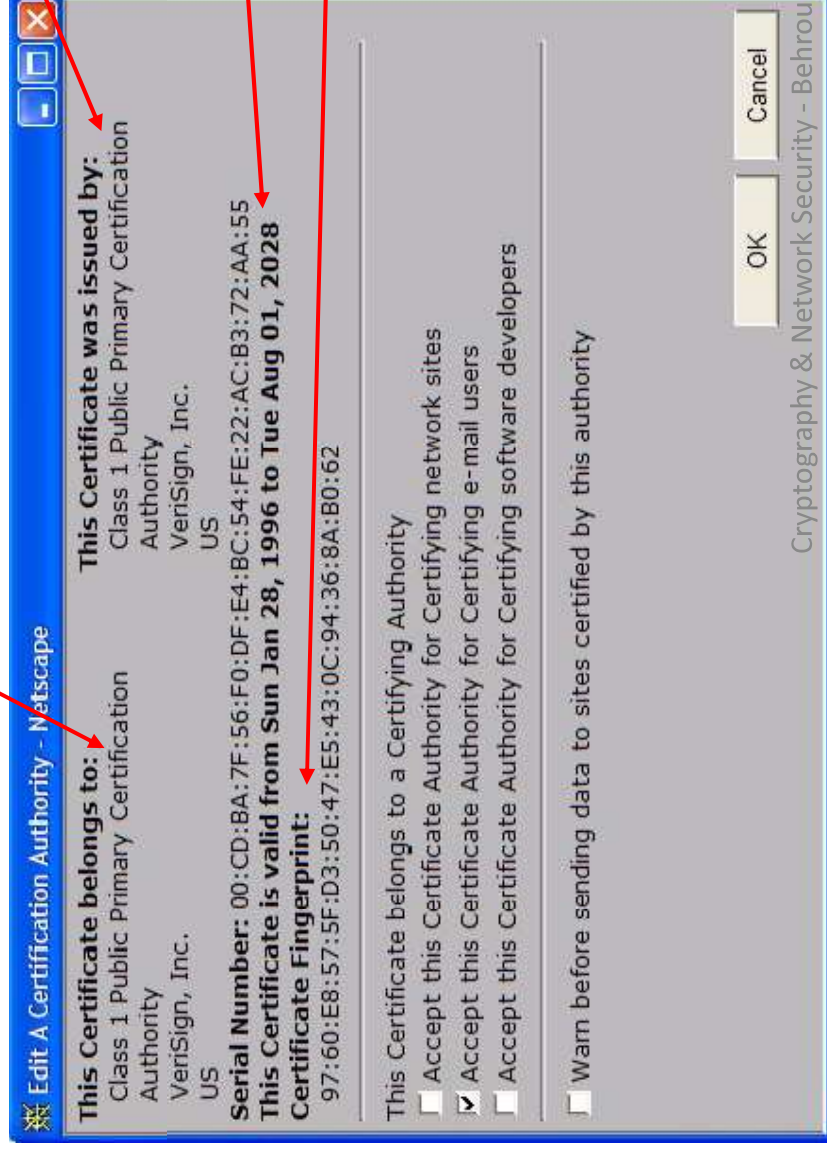 Edit A Certification Authority - Netscape
This Certificate belongs to:
Class 1 Public Primary Certification
Authority
VeriSign, Inc.
US
This Certificate was issued by:
Class 1 Public Primary Certification
Authority
VeriSign, Inc.
US
Serial Number: 00:CD:BA:7F:56:F0:DF:E4:BC:54:FE:22:AC:B3:72:AA:55
This Certificate is valid from Sun Jan 28, 1996 to Tue Aug 01, 2028
Certificate Fingerprint:
97:60:E8:57:5F:D3:50:47:E5:43:0C:94:36:8A:B0:62
This Certificate belongs to a Certifying Authority
Accept this Certificate Authority for Certifying network sites
Accept this Certificate Authority for Certifying e-mail users
Accept this Certificate Authority for Certifying software developers
Warn before sending data to sites certified by this authority
OK
Cancel
Cryptography & Network Security - Behrou